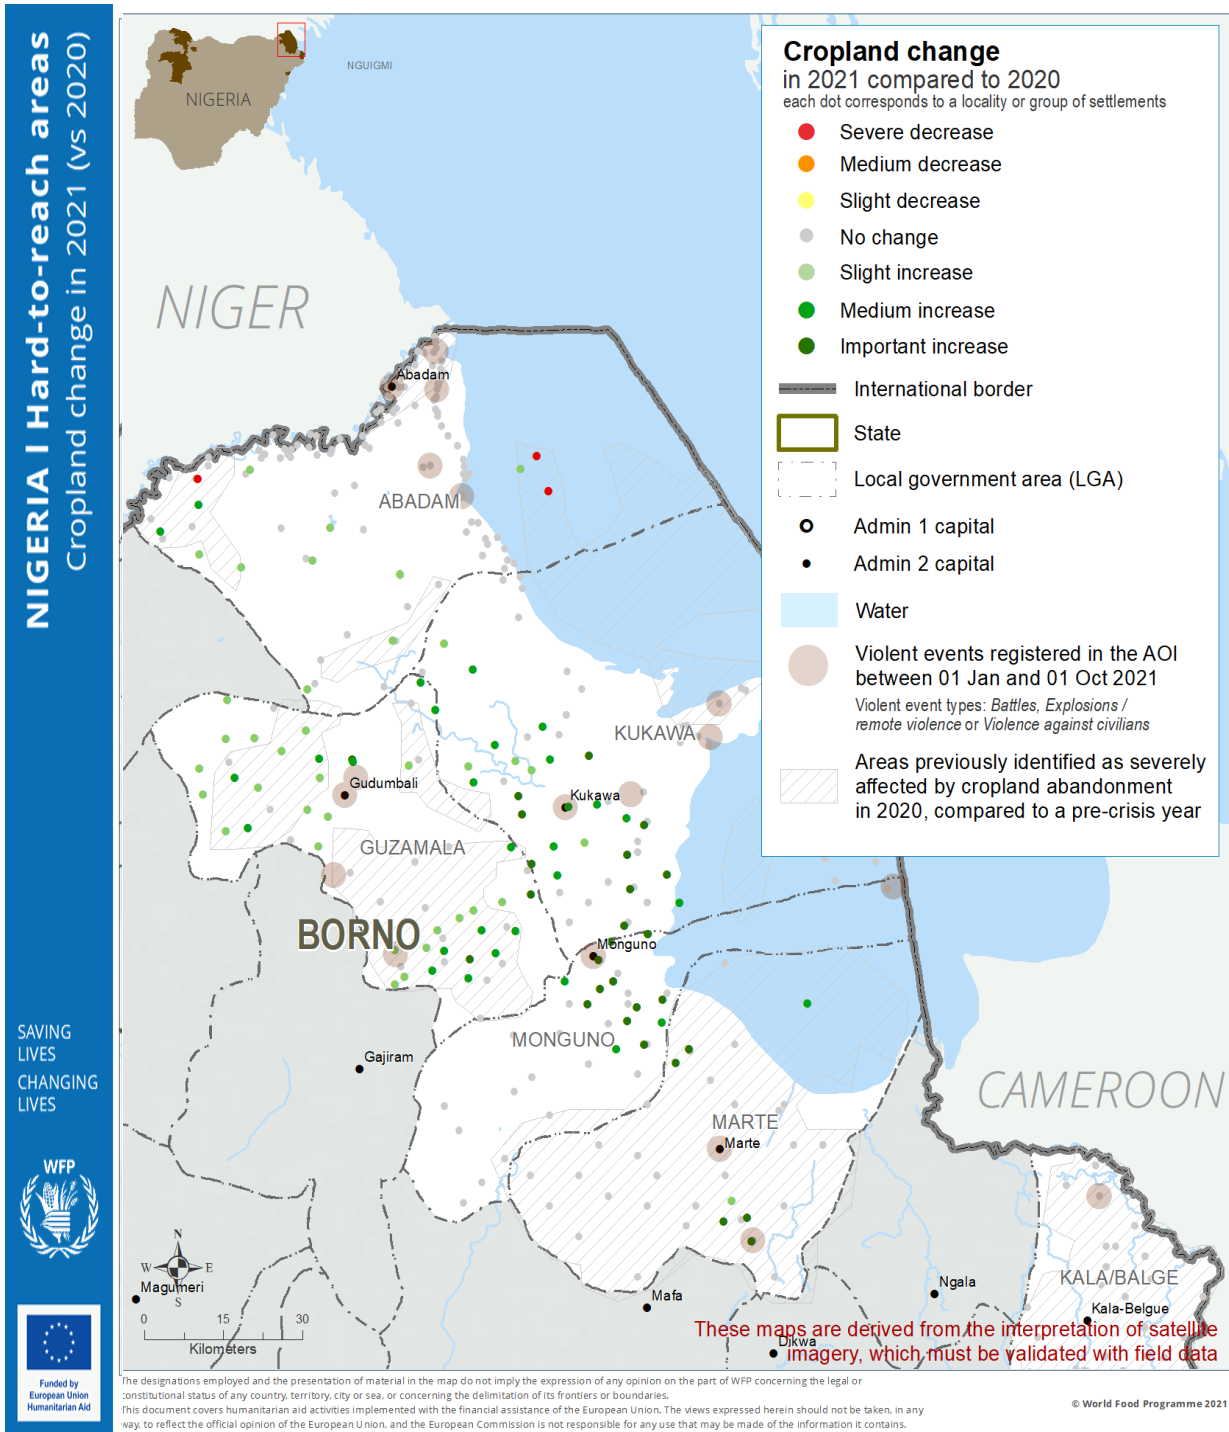 NIGERIA I Hard-to-reach areas
Cropland change in 2021 (vs 2020)
SAVING
LIVES
CHANGING
LIVES
WFP
Funded by
European Union
Humanitarian Aid
NIGERIA
NGUIGMI
NIGER
Cropland change
in 2021 compared to 2020
each dot corresponds to a locality or group of settlements
Severe decrease
Medium decrease
Slight decrease
No change
Slight increase
Medium increase
Important increase
International border
State
Local government area (LGA)
Admin 1 capital
Admin 2 capital
Water
Violent events registered in the AOI
between 01 Jan and 01 Oct 2021
Violent event types: Battles, Explosions /
remote violence or Violence against civilians
Areas previously identified as severely
affected by cropland abandonment
in 2020, compared to a pre-crisis year
Abadam
ABADAM
KUKAWA
Gudumbali
Kukawa
GUZAMALA
BORNO
Monguno
MONGUNO
Gajiram
CAMEROON
MARTE
Marte
N
W E
S
Magumeri
0 15 30
Kilometers
Mafa
Ngala
KALA/BALGE
Kala-Belgue
Dikwa
These maps are derived from the interpretation of satellite
imagery, which must be validated with field data
The designations employed and the presentation of material in the map do not imply the expression of any opinion on the part of WFP concerning the legal or
constitutional status of any country, territory, city or sea, or concerning the delimitation of its frontiers or boundaries.
This document covers humanitarian aid activities implemented with the financial assistance of the European Union. The views expressed herein should not be taken, in any
way, to reflect the official opinion of the European Union, and the European Commission is not responsible for any use that may be made of the information it contains.
© World Food Programme 2021